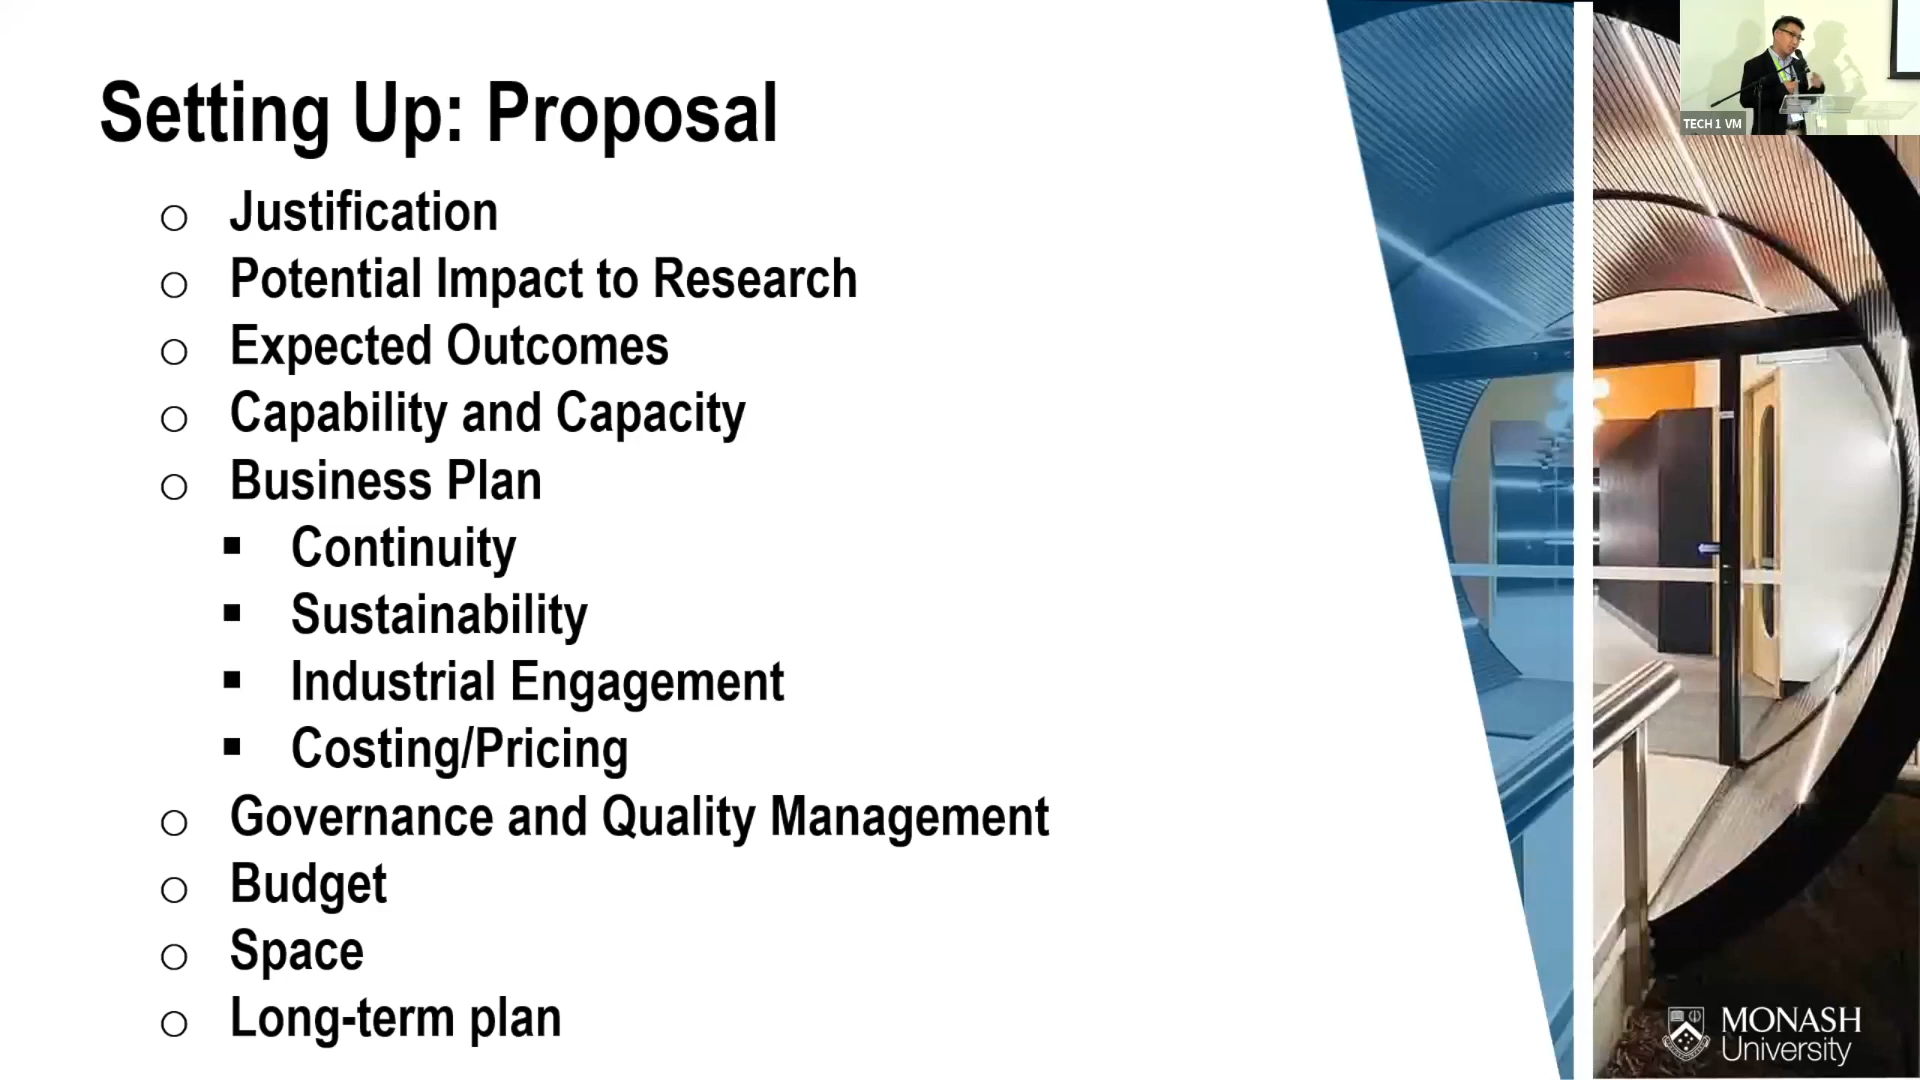 Setting Up: Proposal
TECH 1 VM
o Justification
o Potential Impact to Research
o Expected Outcomes
o Capability and Capacity
o Business Plan
▪ Continuity
▪ Sustainability
▪ Industrial Engagement
▪ Costing/Pricing
o Governance and Quality Management
o Budget
o Space
o Long-term plan
MONASH
University